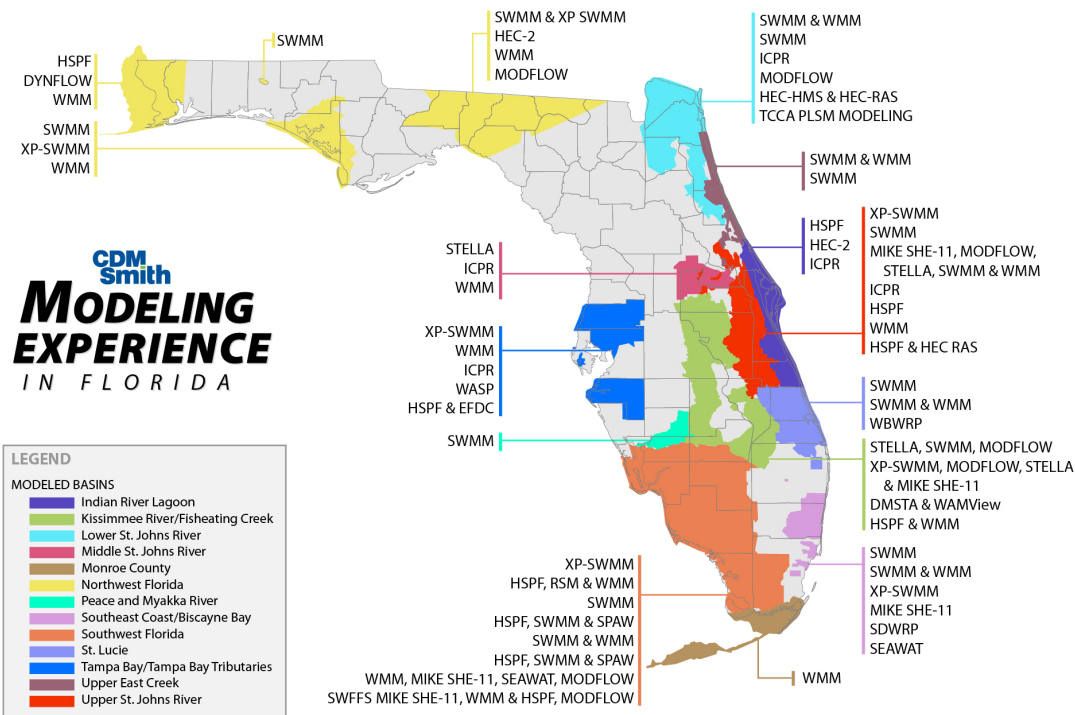 SWMM & XP SWMM
HEC-2
WMM
MODFLOW
SWMM
HSPF
DYNFLOW
WMM
SWMM
XP-SWMM
WMM
SWMM & WMM
SWMM
ICPR
MODFLOW
HEC-HMS & HEC-RAS
TCCA PLSM MODELING
SWMM & WMM
SWMM
HSPF
HEC-2
ICPR
XP-SWMM
SWMM
MIKE SHE-11, MODFLOW,
STELLA, SWMM & WMM
ICPR
HSPF
WMM
HSPF & HEC RAS
STELLA
ICPR
WMM
CDM
Smith
MODELING
EXPERIENCE
IN FLORIDA
XP-SWMM
WMM
ICPR
WASP
HSPF & EFDC
SWMM
SWMM
SWMM & WMM
WBWRP
STELLA, SWMM, MODFLOW
XP-SWMM, MODFLOW, STELLA
& MIKE SHE-11
DMSTA & WAMView
HSPF & WMM
SWMM
SWMM & WMM
XP-SWMM
MIKE SHE-11
SDWRP
SEAWAT
XP-SWMM
HSPF, RSM & WMM
SWMM
HSPF, SWMM & SPAW
SWMM & WMM
HSPF, SWMM & SPAW
WMM, MIKE SHE-11, SEAWAT, MODFLOW
SWFFS MIKE SHE-11, WMM & HSPF, MODFLOW
WMM
LEGEND
MODELED BASINS
Indian River Lagoon
Kissimmee River/Fisheating Creek
Lower St. Johns River
Middle St. Johns River
Monroe County
Northwest Florida
Peace and Myakka River
Southeast Coast/Biscayne Bay
Southwest Florida
St. Lucie
Tampa Bay/Tampa Bay Tributaries
Upper East Creek
Upper St. Johns River